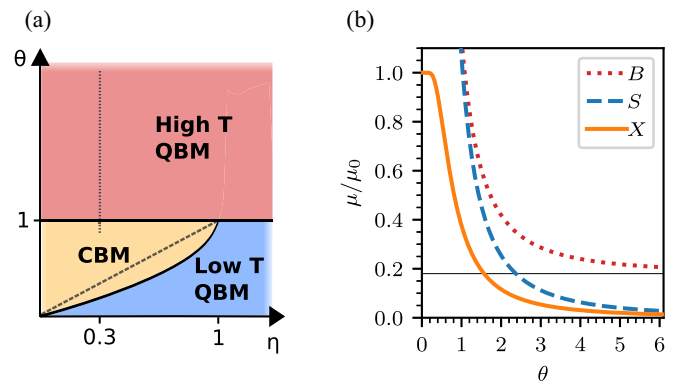 (a)
θ
High T
QBM
1
CBM
Low T
QBM
0.3
1
η
(b)
μ/μ₀
1.0
0.8
0.6
0.4
0.2
0.0
B
S
X
0 1 2 3 4 5 6
θ